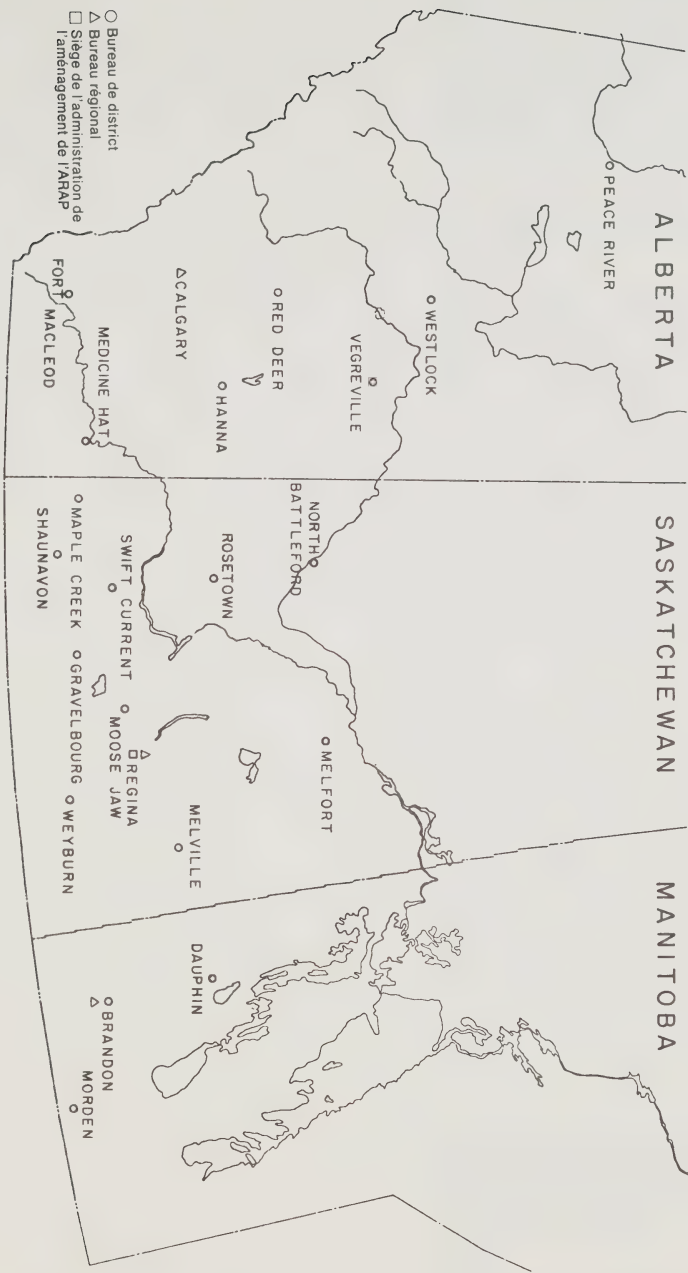 ALBERTA
SASKATCHEWAN
MANITOBA
PEACE RIVER
WESTLOCK
VEGREVILLE
RED DEER
HANNA
CALGARY
MEDICINE HAT
FORT
MACLEOD
NORTH
BATTLEFORD
ROSETOWN
SWIFT CURRENT
MAPLE CREEK
SHAUNAVON
GRAVELBOURG
MELFORT
MELVILLE
REGINA
MOOSE JAW
WEYBURN
DAUPHIN
BRANDON
MORDEN
Bureau de district
Bureau régional
Siège de l'administration de
l'aménagement de l'ARAP